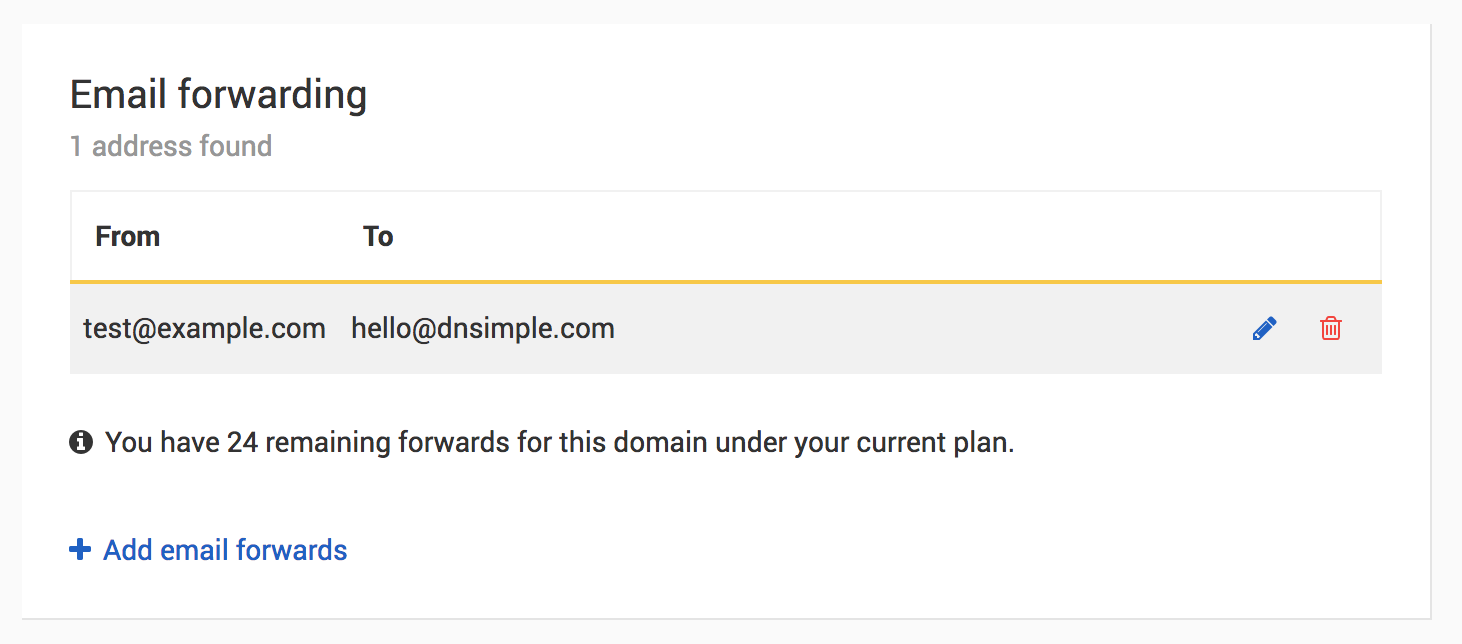 Email forwarding
1 address found
From To
test@example.com hello@dnsimple.com
You have 24 remaining forwards for this domain under your current plan.
Add email forwards